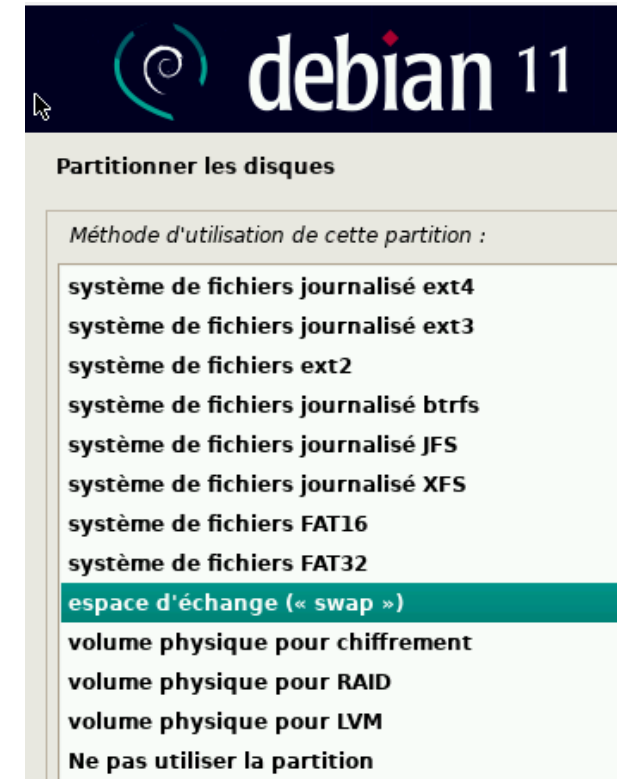 debian 11
Partitionner les disques
Méthode d'utilisation de cette partition :
système de fichiers journalisé ext4
système de fichiers journalisé ext3
système de fichiers ext2
système de fichiers journalisé btrfs
système de fichiers journalisé JFS
système de fichiers journalisé XFS
système de fichiers FAT16
système de fichiers FAT32
espace d'échange (« swap »)
volume physique pour chiffrement
volume physique pour RAID
volume physique pour LVM
Ne pas utiliser la partition